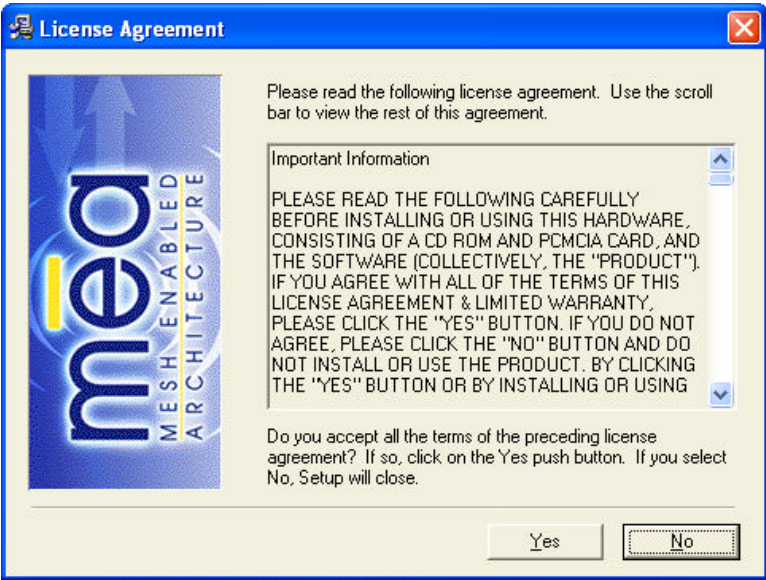 License Agreement
Please read the following license agreement. Use the scroll
bar to view the rest of this agreement.
Important Information
PLEASE READ THE FOLLOWING CAREFULLY
BEFORE INSTALLING OR USING THIS HARDWARE,
CONSISTING OF A CD ROM AND PCMCIA CARD, AND
THE SOFTWARE (COLLECTIVELY, THE "PRODUCT").
IF YOU AGREE WITH ALL OF THE TERMS OF THIS
LICENSE AGREEMENT & LIMITED WARRANTY,
PLEASE CLICK THE "YES" BUTTON. IF YOU DO NOT
AGREE, PLEASE CLICK THE "NO" BUTTON AND DO
NOT INSTALL OR USE THE PRODUCT. BY CLICKING
THE "YES" BUTTON OR BY INSTALLING OR USING
Do you accept all the terms of the preceding license
agreement? If so, click on the Yes push button. If you select
No, Setup will close.
mēa
MESH ENABLED
ARCHITECTURE
Yes
No